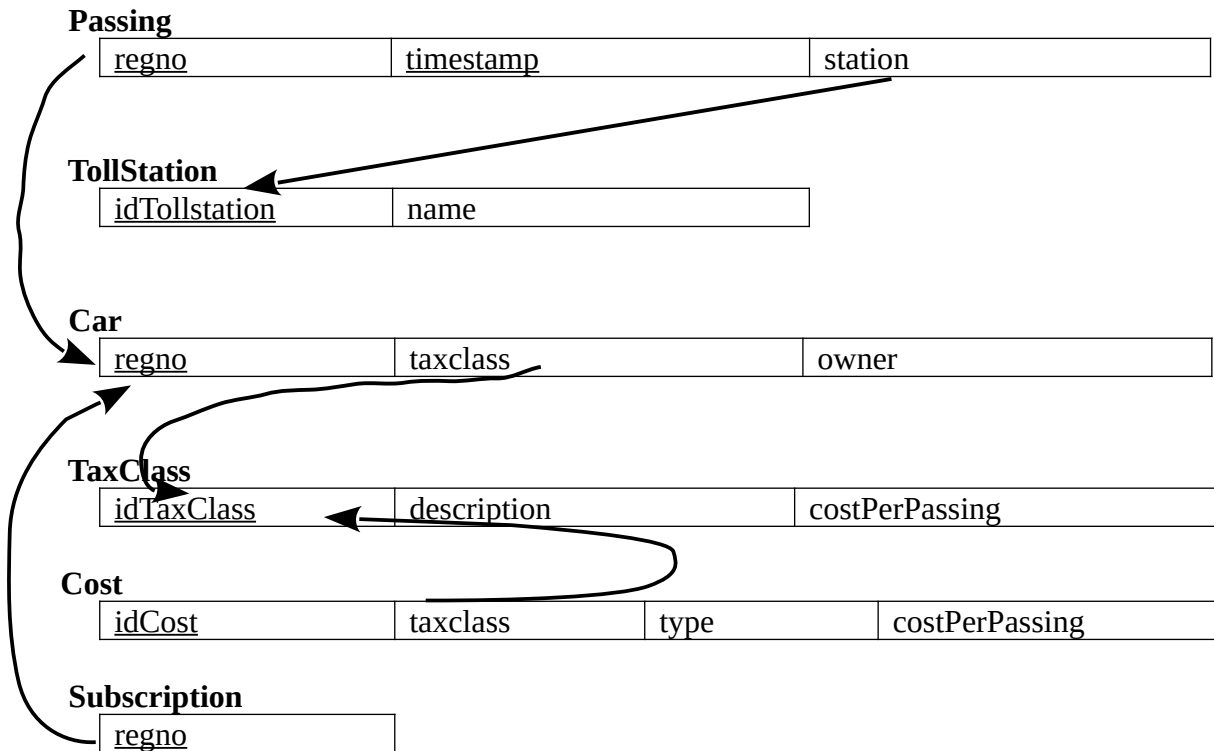 Passing
regno timestamp station
TollStation
idTollstation name
Car
regno taxclass owner
TaxClass
idTaxClass description costPerPassing
Cost
idCost taxclass type costPerPassing
Subscription
regno